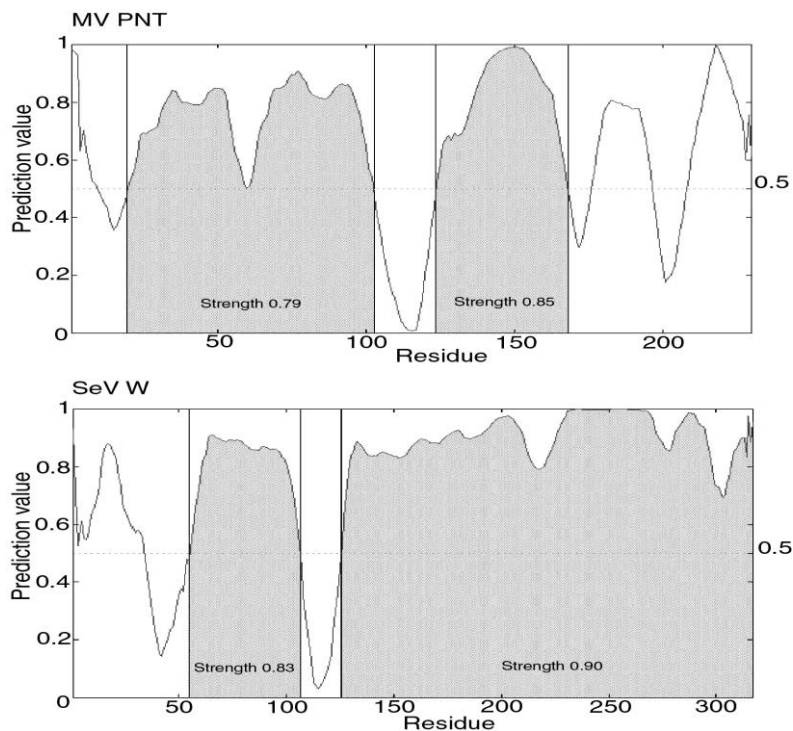 MV PNT
Prediction value
1
0.8
0.6
0.4
0.2
0
0.5
Strength 0.79
Strength 0.85
50
100
150
200
Residue
SeV W
Prediction value
1
0.8
0.6
0.4
0.2
0
0.5
Strength 0.83
Strength 0.90
50
100
150
200
250
300
Residue